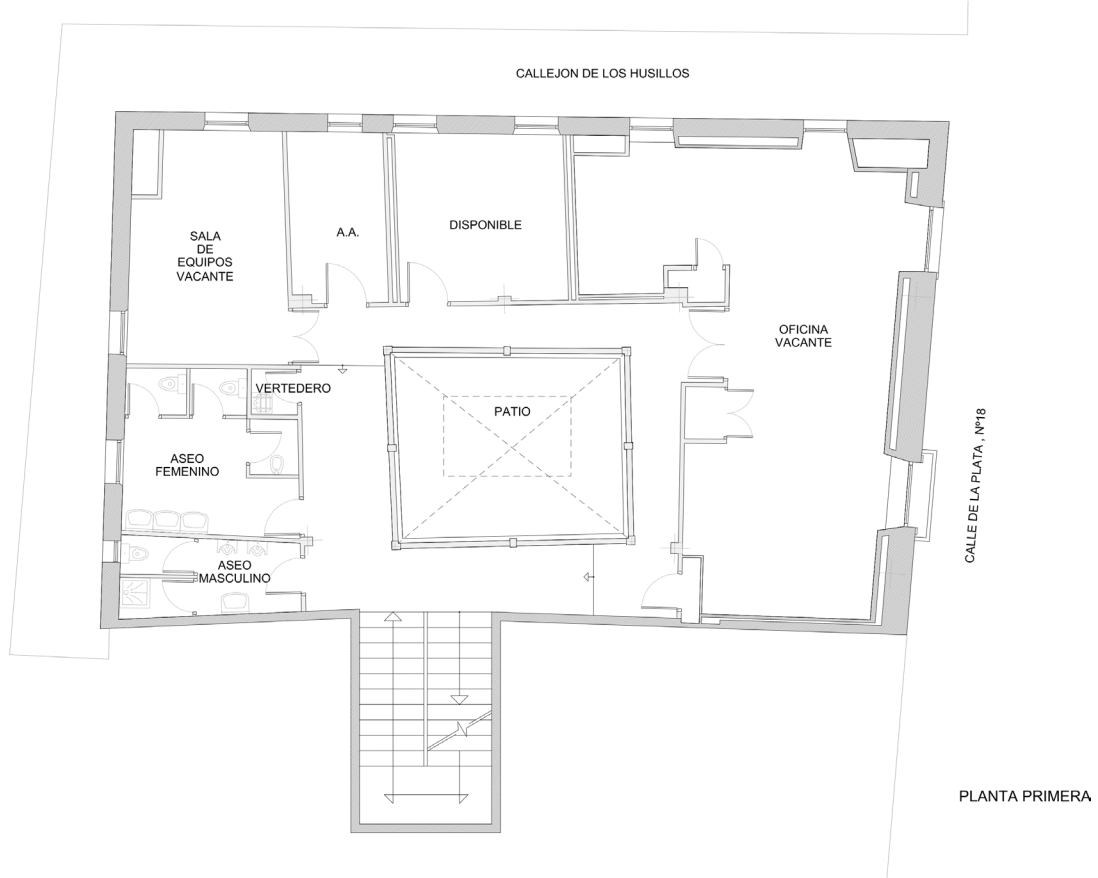 CALLEJON DE LOS HUSILLOS
SALA
DE
EQUIPOS
VACANTE
A.A.
DISPONIBLE
OFICINA
VACANTE
VERTEDERO
PATIO
ASEO
FEMENINO
ASEO
MASCULINO
CALLE DE LA PLATA , Nº18
PLANTA PRIMERA